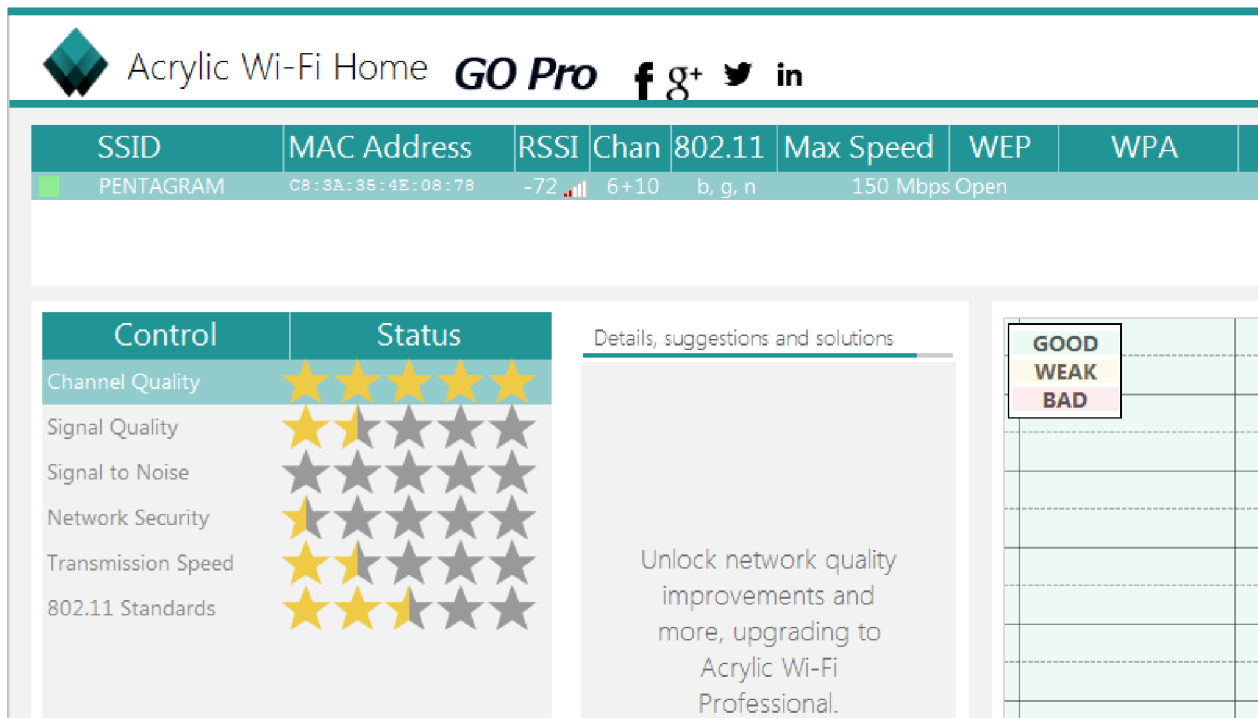 Acrylic Wi-Fi Home GO Pro f g+ in
SSID MAC Address RSSI Chan 802.11 Max Speed WEP WPA
PENTAGRAM C8:3A:35:4E:08:78 -72 6+10 b, g, n 150 Mbps Open
Control Status
Channel Quality
Signal Quality
Signal to Noise
Network Security
Transmission Speed
802.11 Standards
Details, suggestions and solutions
Unlock network quality
improvements and
more, upgrading to
Acrylic Wi-Fi
Professional.
GOOD
WEAK
BAD